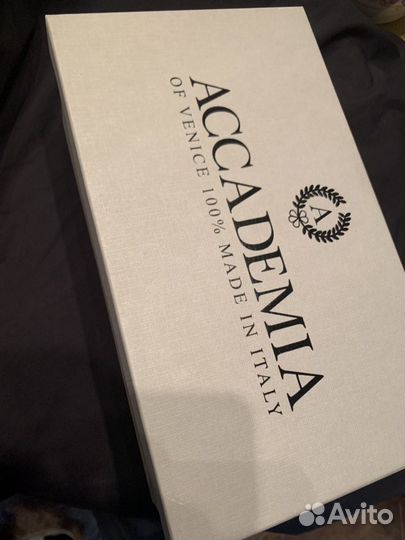 A
ACCADEMIA
OF VENICE 100% MADE IN ITALY
Avito